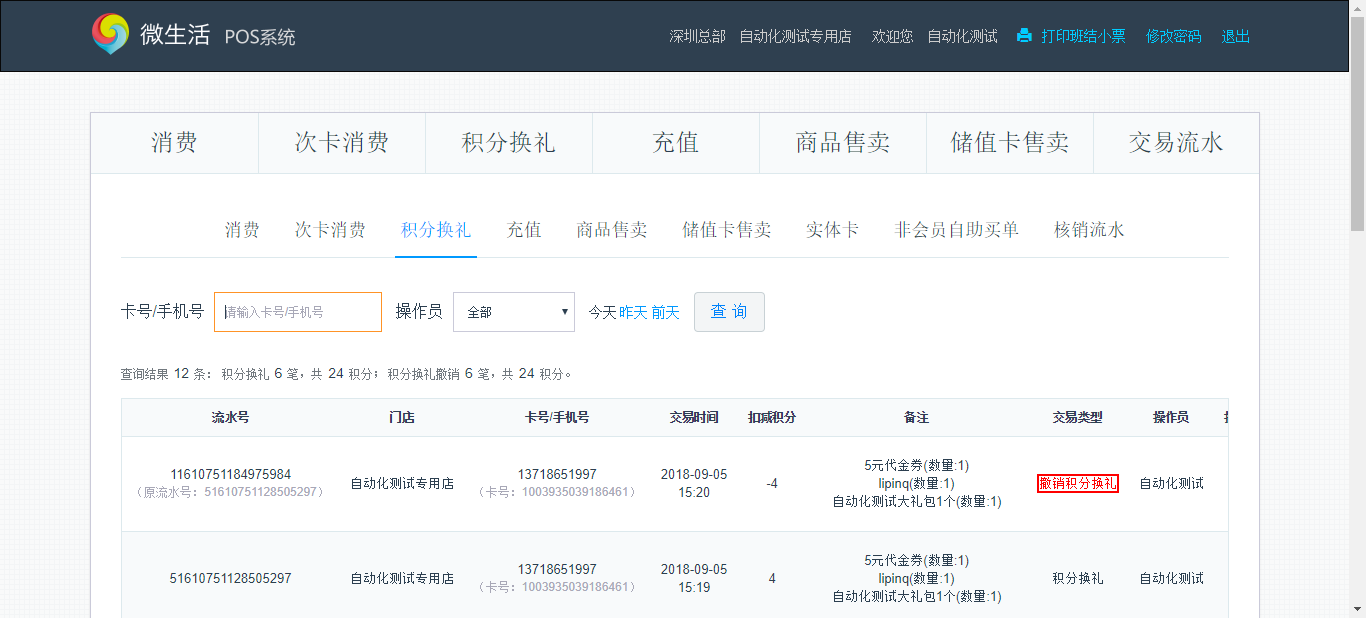 微生活 POS系统 深圳总部 自动化测试专用店 欢迎您 自动化测试 打印班结小票 修改密码 退出
消费 次卡消费 积分换礼 充值 商品售卖 储值卡售卖 交易流水
消费 次卡消费 积分换礼 充值 商品售卖 储值卡售卖 实体卡 非会员自助买单 核销流水
卡号/手机号 请输入卡号/手机号 操作员 全部 今天 昨天 前天 查 询
查询结果 12 条： 积分换礼 6 笔，共 24 积分； 积分换礼撤销 6 笔，共 24 积分。
流水号 门店 卡号/手机号 交易时间 扣减积分 备注 交易类型 操作员
11610751184975984
（原流水号：51610751128505297）
自动化测试专用店
13718651997
（卡号：1003935039186461）
2018-09-05
15:20
-4
5元代金券(数量:1)
lipinq(数量:1)
自动化测试大礼包1个(数量:1)
撤销积分换礼
自动化测试
51610751128505297
自动化测试专用店
13718651997
（卡号：1003935039186461）
2018-09-05
15:19
4
5元代金券(数量:1)
lipinq(数量:1)
自动化测试大礼包1个(数量:1)
积分换礼
自动化测试